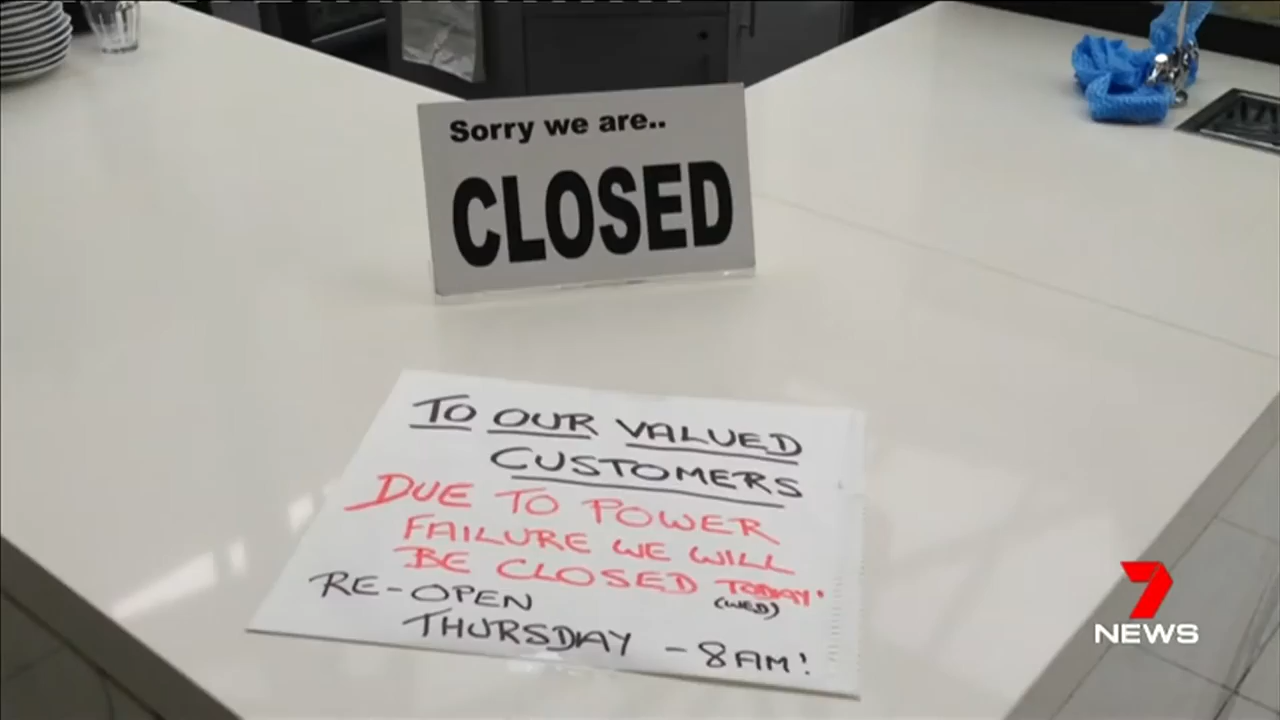 Sorry we are..
CLOSED
TO OUR VALUED
CUSTOMERS
DUE TO POWER
FAILURE WE WILL
BE CLOSED TODAY!
(WED)
RE-OPEN
THURSDAY - 8AM!
7
NEWS